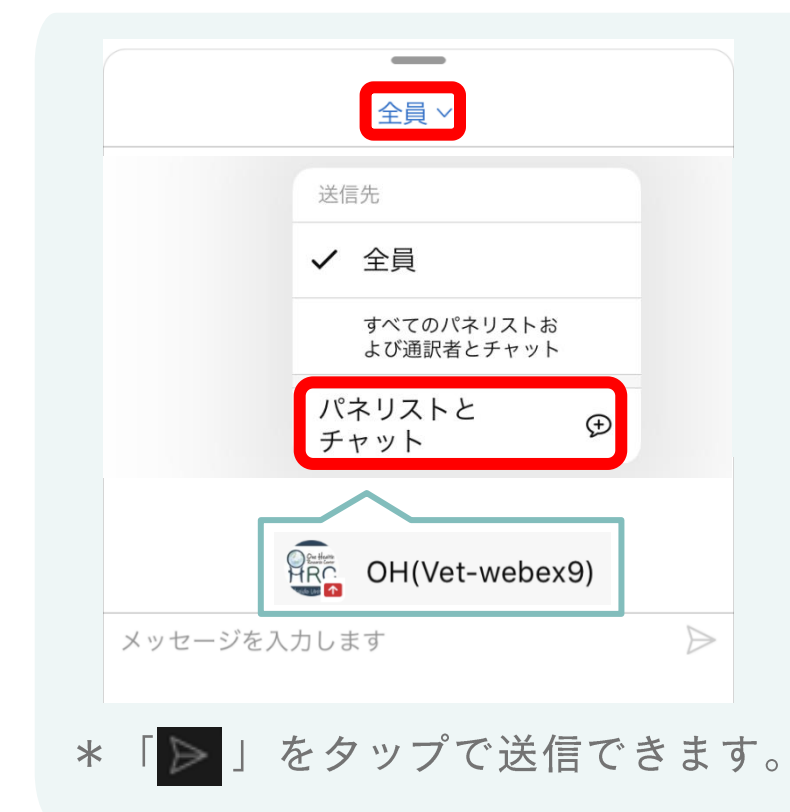 全員
送信先
全員
すべてのパネリストお
よび通訳者とチャット
パネリストと
チャット
One Health
HRC
OH(Vet-webex9)
メッセージを入力します
＊「 」をタップで送信できます。